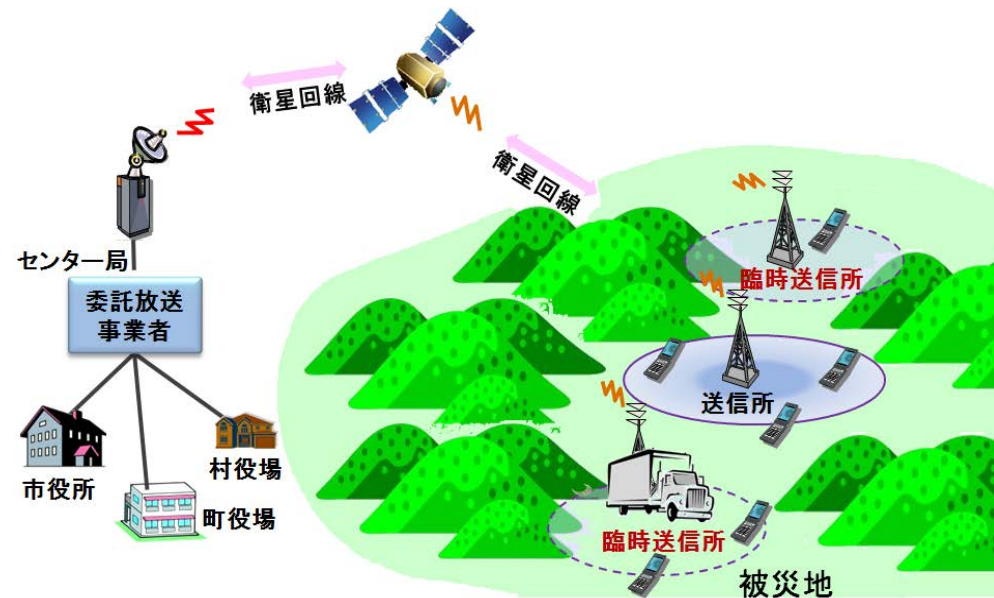 衛星回線
衛星回線
センター局
委託放送
事業者
市役所
町役場
村役場
臨時送信所
送信所
臨時送信所
被災地